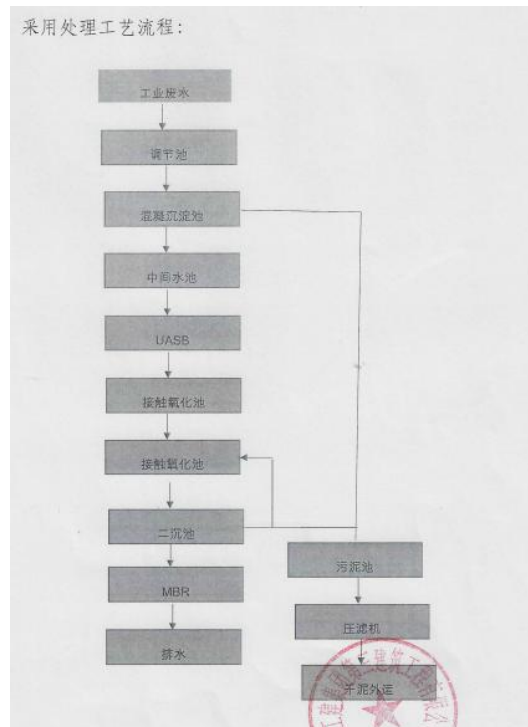 采用处理工艺流程:
工业废水
调节池
混凝沉淀池
中间水池
UASB
接触氧化池
接触氧化池
二沉池
污泥池
MBR
压滤机
排水
干泥外运